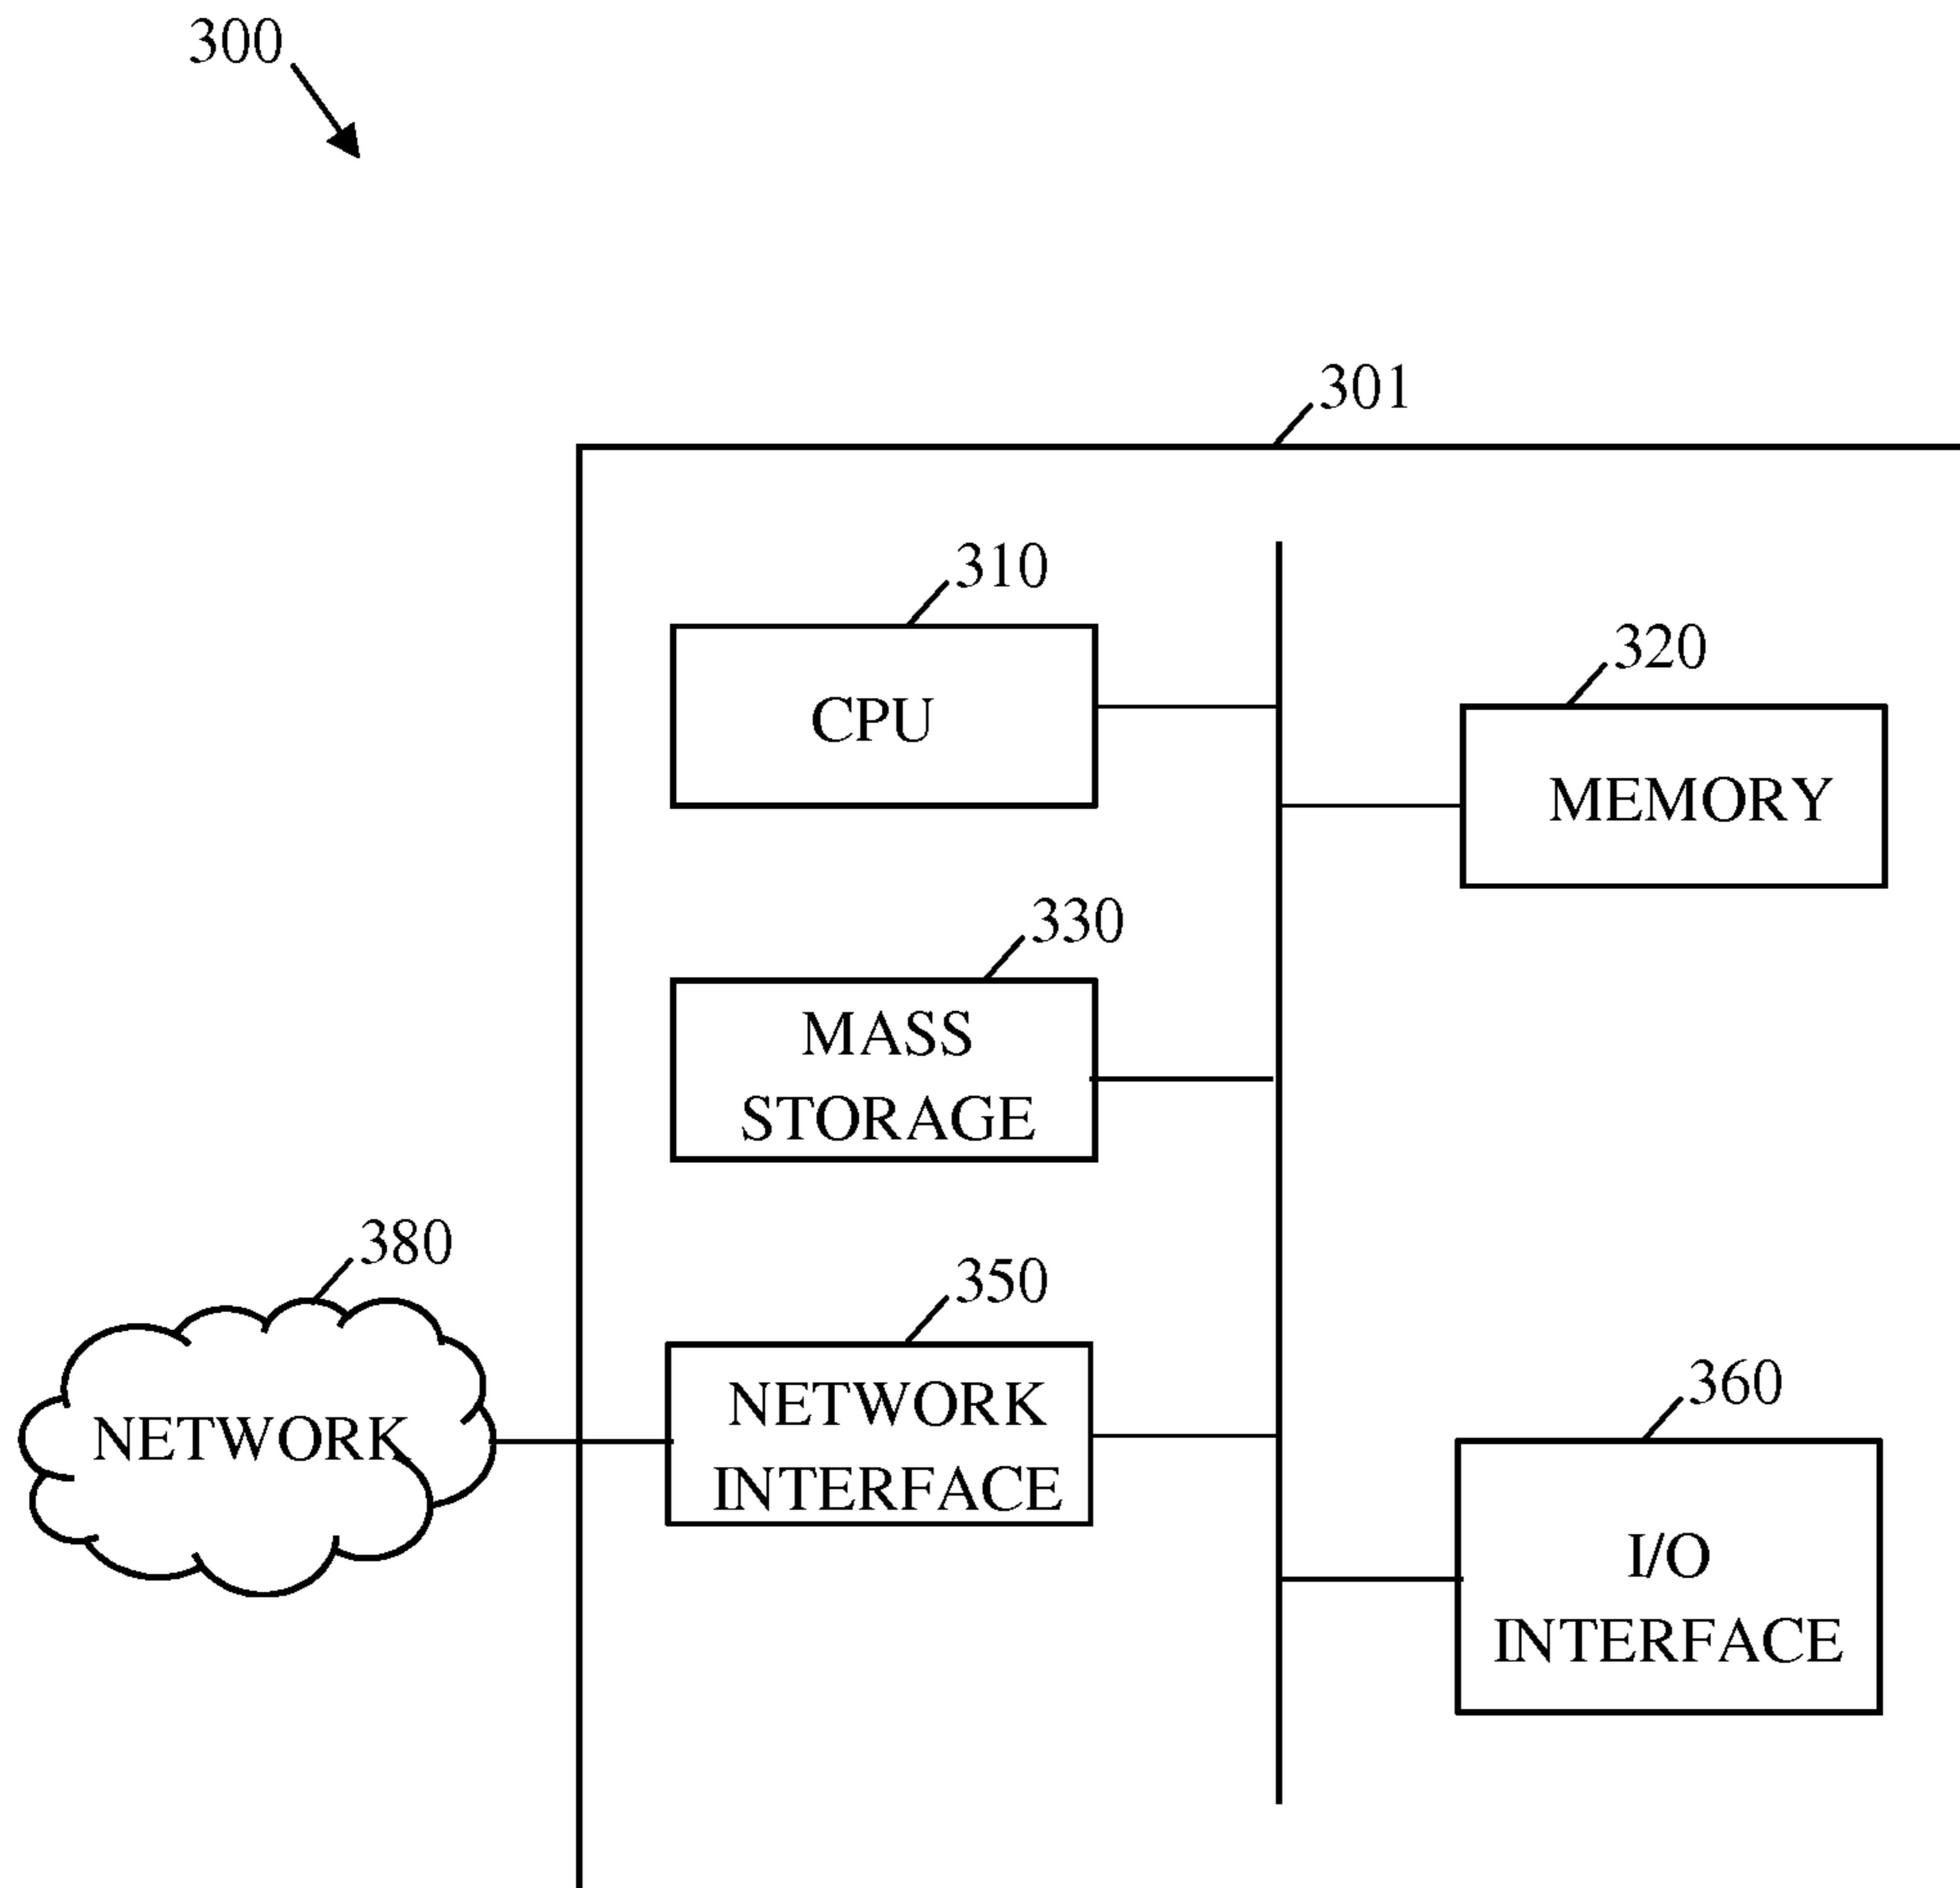 300
301
310
CPU
320
MEMORY
330
MASS
STORAGE
380
NETWORK
350
NETWORK
INTERFACE
360
I/O
INTERFACE